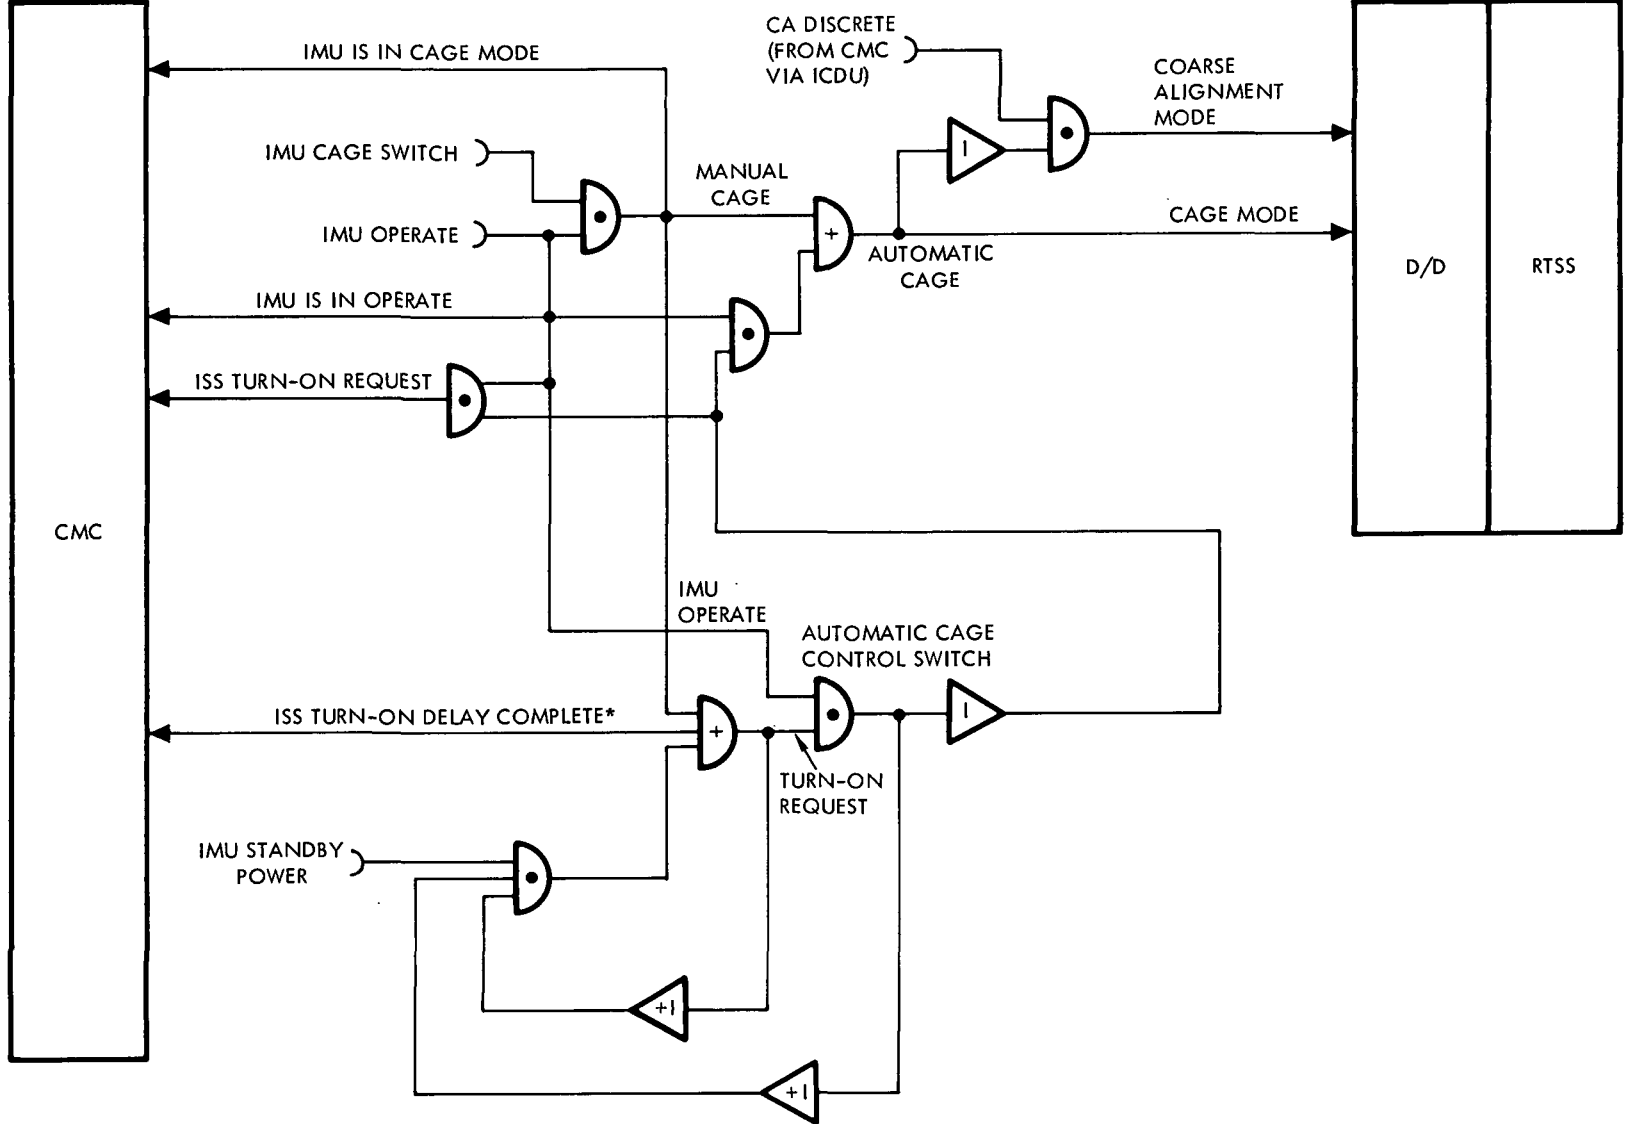 CA DISCRETE
(FROM CMC
VIA ICDU)
IMU IS IN CAGE MODE
COARSE
ALIGNMENT
MODE
IMU CAGE SWITCH
MANUAL
CAGE
IMU OPERATE
CAGE MODE
AUTOMATIC
CAGE
D/D
RTSS
IMU IS IN OPERATE
ISS TURN-ON REQUEST
CMC
IMU
OPERATE
AUTOMATIC CAGE
CONTROL SWITCH
ISS TURN-ON DELAY COMPLETE*
TURN-ON
REQUEST
IMU STANDBY
POWER
+1
+1